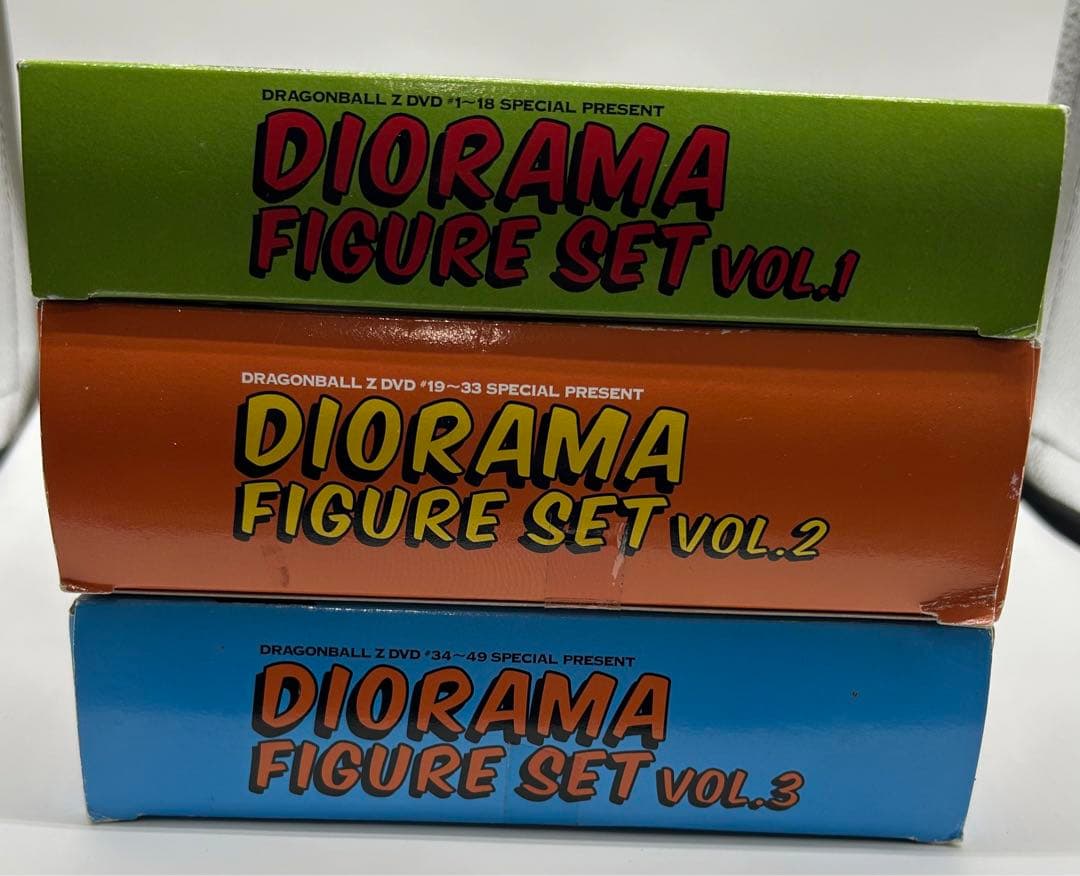 DRAGONBALL Z DVD #1~18 SPECIAL PRESENT
DIORAMA
FIGURE SET VOL.1
DRAGONBALL Z DVD #19~33 SPECIAL PRESENT
DIORAMA
FIGURE SET VOL.2
DRAGONBALL Z DVD #34~49 SPECIAL PRESENT
DIORAMA
FIGURE SET VOL.3